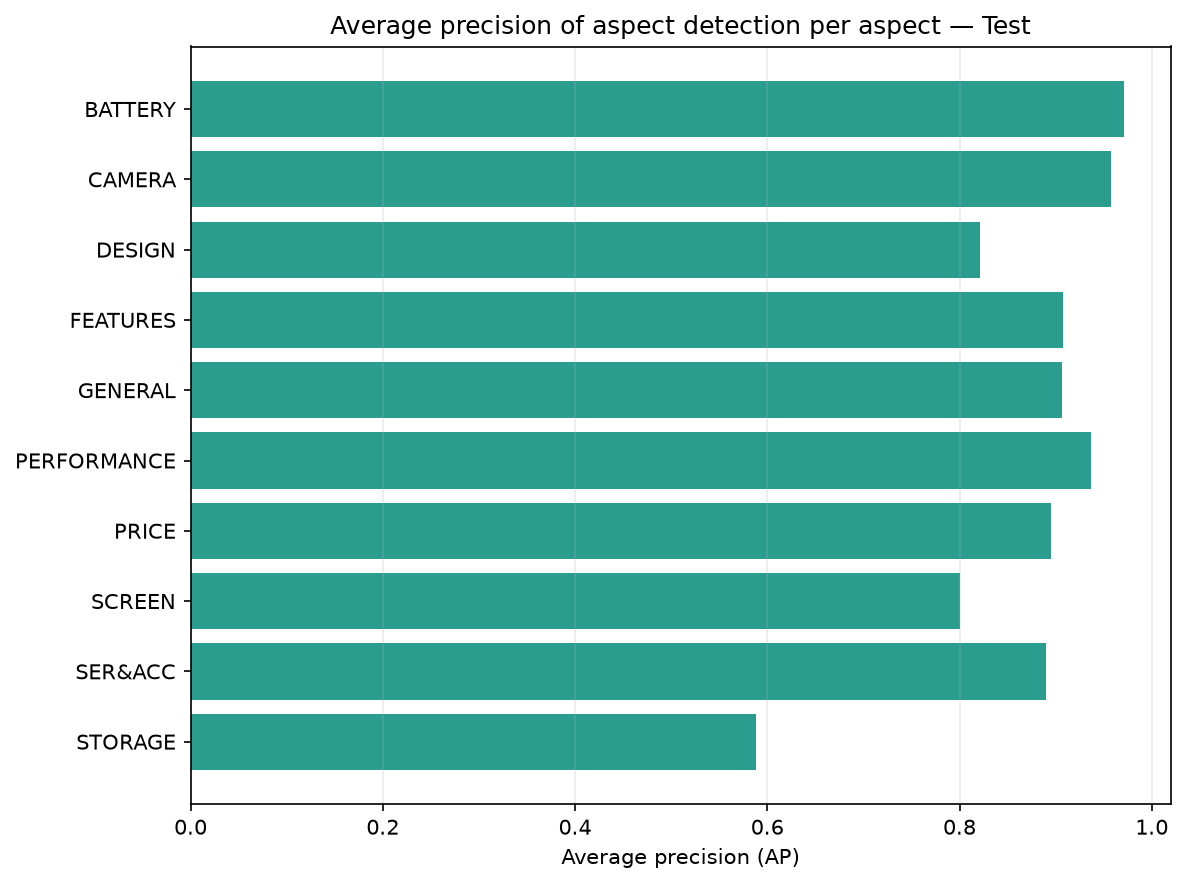 Average precision of aspect detection per aspect — Test
BATTERY
CAMERA
DESIGN
FEATURES
GENERAL
PERFORMANCE
PRICE
SCREEN
SER&ACC
STORAGE
0.0 0.2 0.4 0.6 0.8 1.0
Average precision (AP)